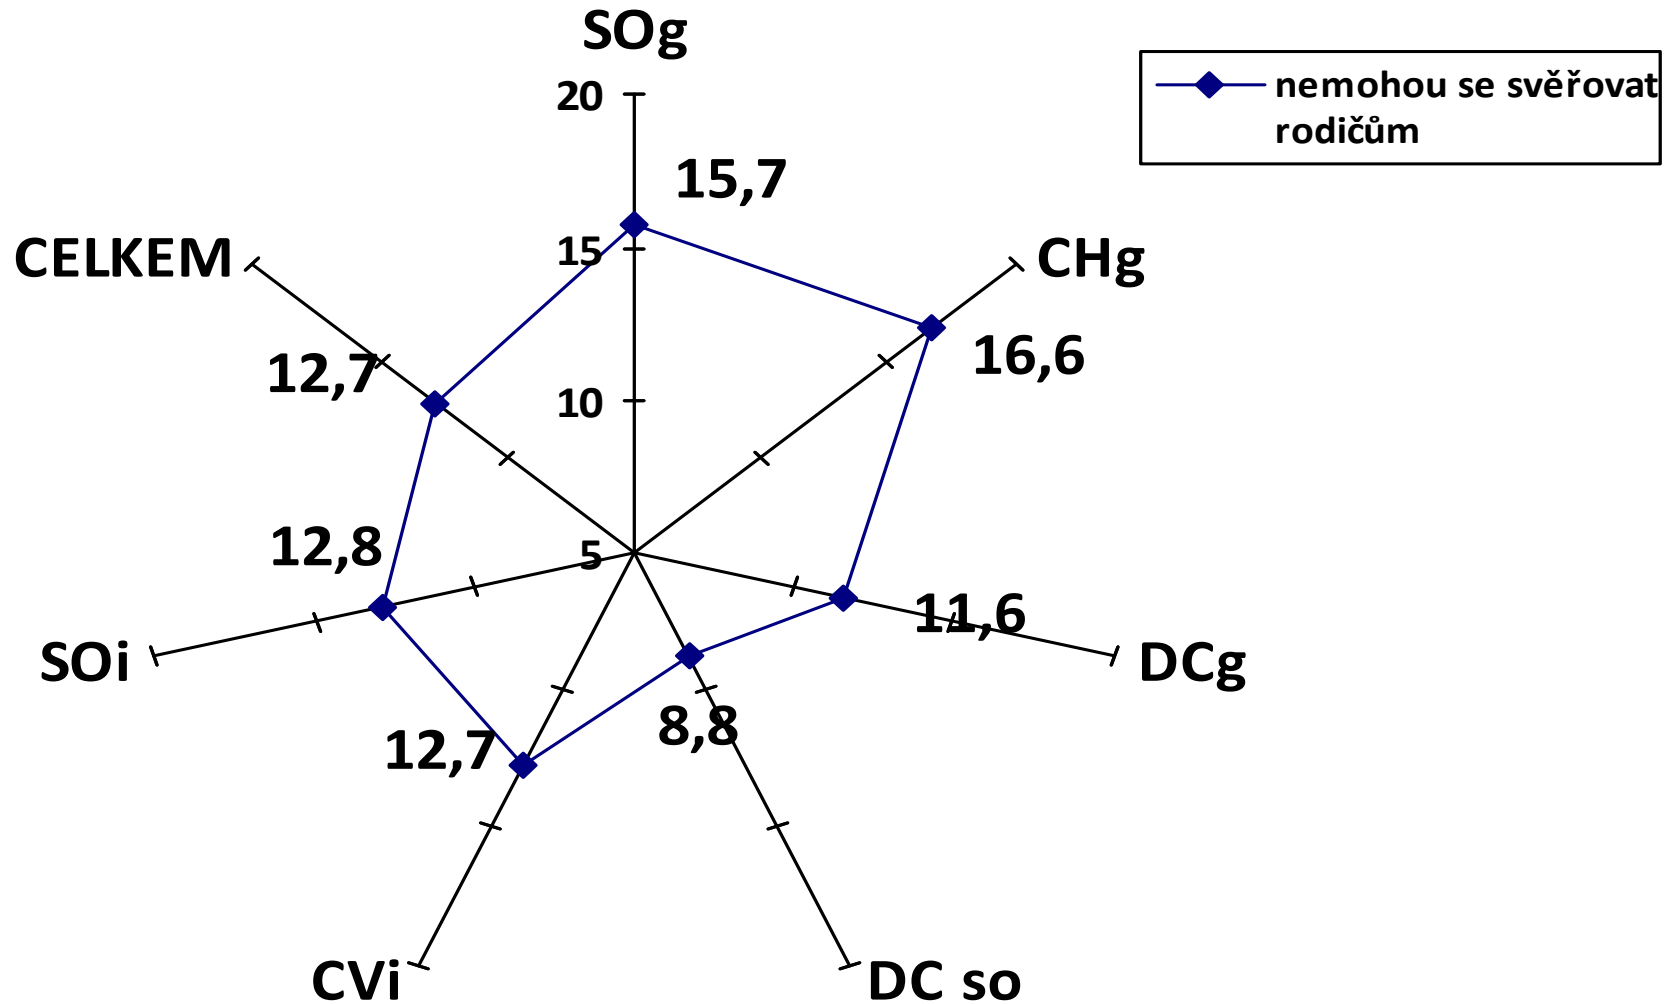 SOg
nemohou se svěřovat
rodičům
20
15,7
15
CELKEM
CHg
12,7
16,6
10
12,8
5
11,6
SOi
DCg
12,7
8,8
CVi
DC so